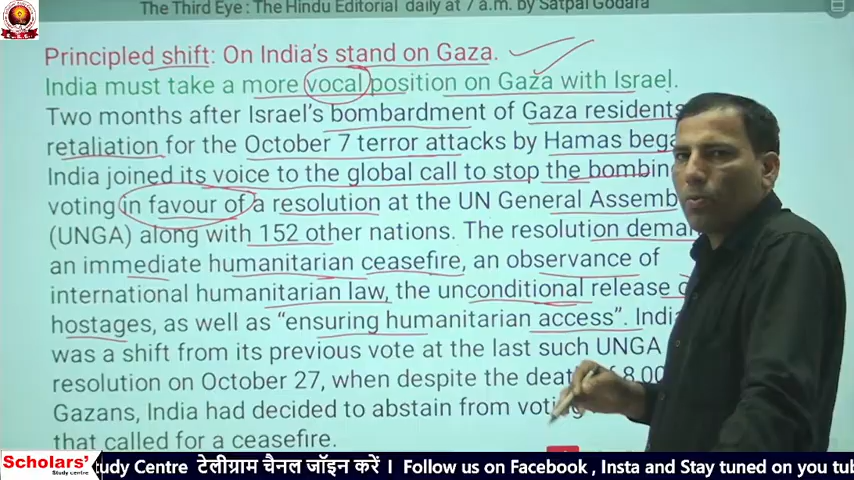 The Third Eye : The Hindu Editorial daily at 7 a.m. by Satpal Godara
Principled shift: On India's stand on Gaza.
India must take a more vocal position on Gaza with Israel.
Two months after Israel's bombardment of Gaza residents
retaliation for the October 7 terror attacks by Hamas bega
India joined its voice to the global call to stop the bombin
voting in favour of a resolution at the UN General Assemb
(UNGA) along with 152 other nations. The resolution deman
an immediate humanitarian ceasefire, an observance of
international humanitarian law, the unconditional release
hostages, as well as “ensuring humanitarian access”. India
was a shift from its previous vote at the last such UNGA
resolution on October 27, when despite the death of 8,00
Gazans, India had decided to abstain from voting
that called for a ceasefire.
Scholars'
Study centre
tudy Centre टेलीग्राम चैनल जॉइन करें I Follow us on Facebook , Insta and Stay tuned on you tub